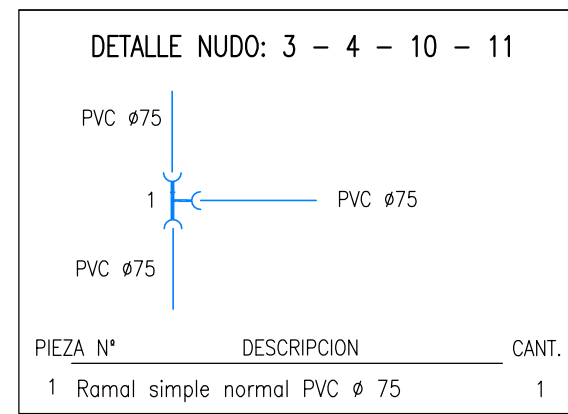 DETALLE NUDO: 3 - 4 - 10 - 11
PVC ø75
1
PVC ø75
PVC ø75
PIEZA Nº DESCRIPCION CANT.
1 Ramal simple normal PVC ø 75 1